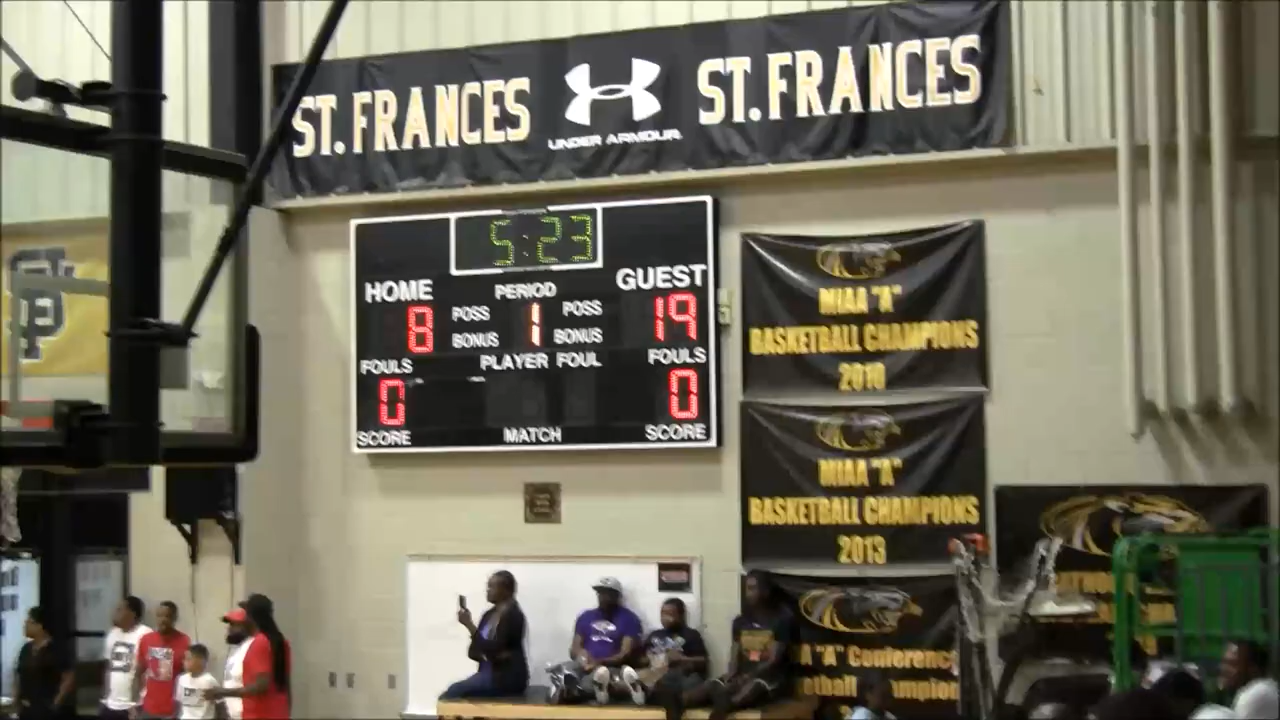 ST. FRANCES UNDER ARMOUR ST. FRANCES
5:23
HOME PERIOD GUEST
8 POSS 1 POSS 19
BONUS BONUS
FOULS PLAYER FOUL FOULS
0 0
SCORE MATCH SCORE
MIAA "A"
BASKETBALL CHAMPIONS
2010
MIAA "A"
BASKETBALL CHAMPIONS
2013
"A" Conference